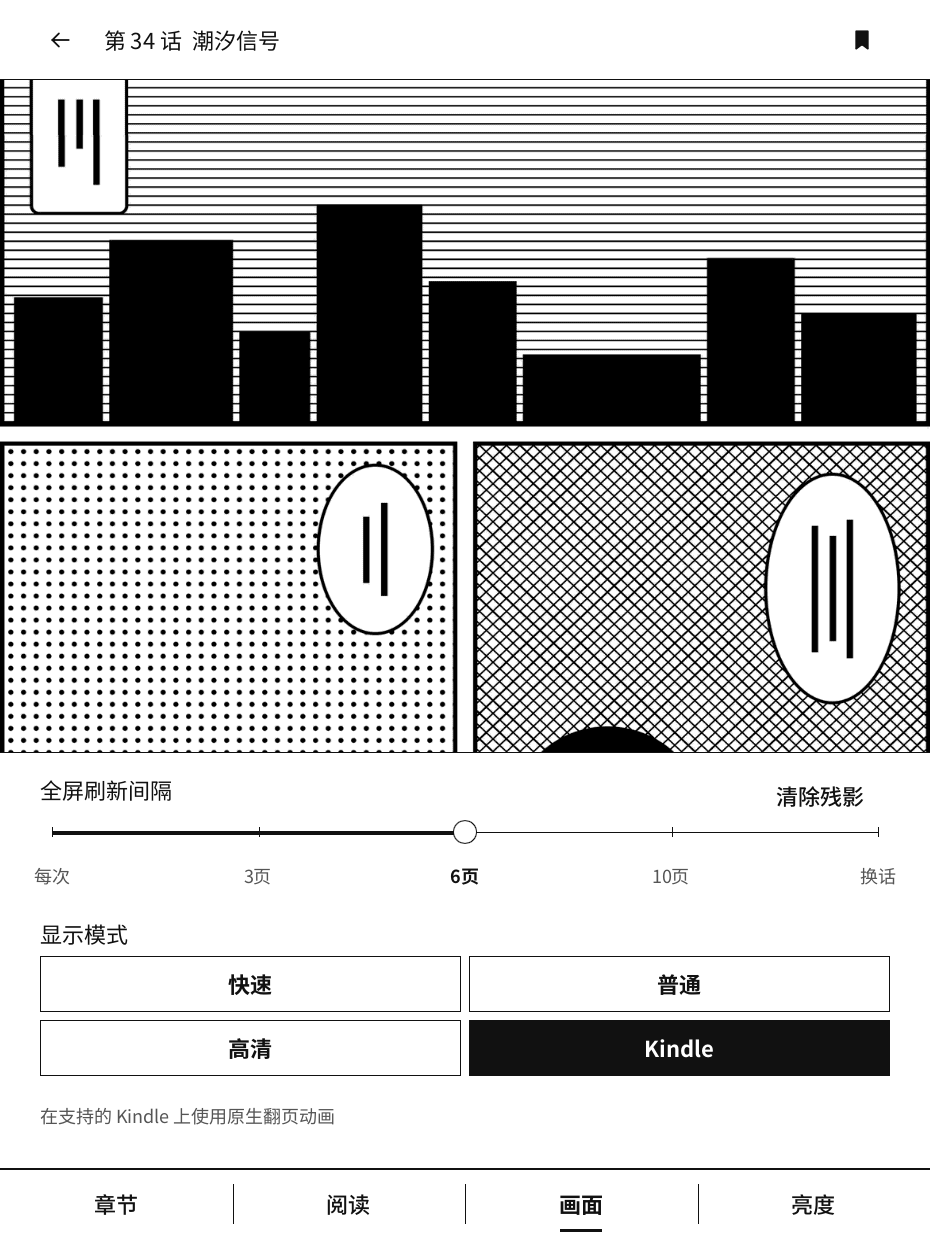 第 34 话 潮汐信号
全屏刷新间隔
清除残影
每次 3页 6页 10页 换话
显示模式
快速 普通
高清 Kindle
在支持的 Kindle 上使用原生翻页动画
章节 阅读 画面 亮度